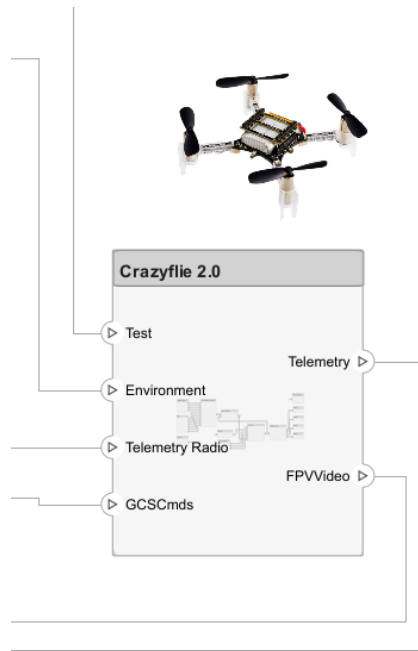 Crazyflie 2.0
Test
Telemetry
Environment
Telemetry Radio
FPVVideo
GCSCmds